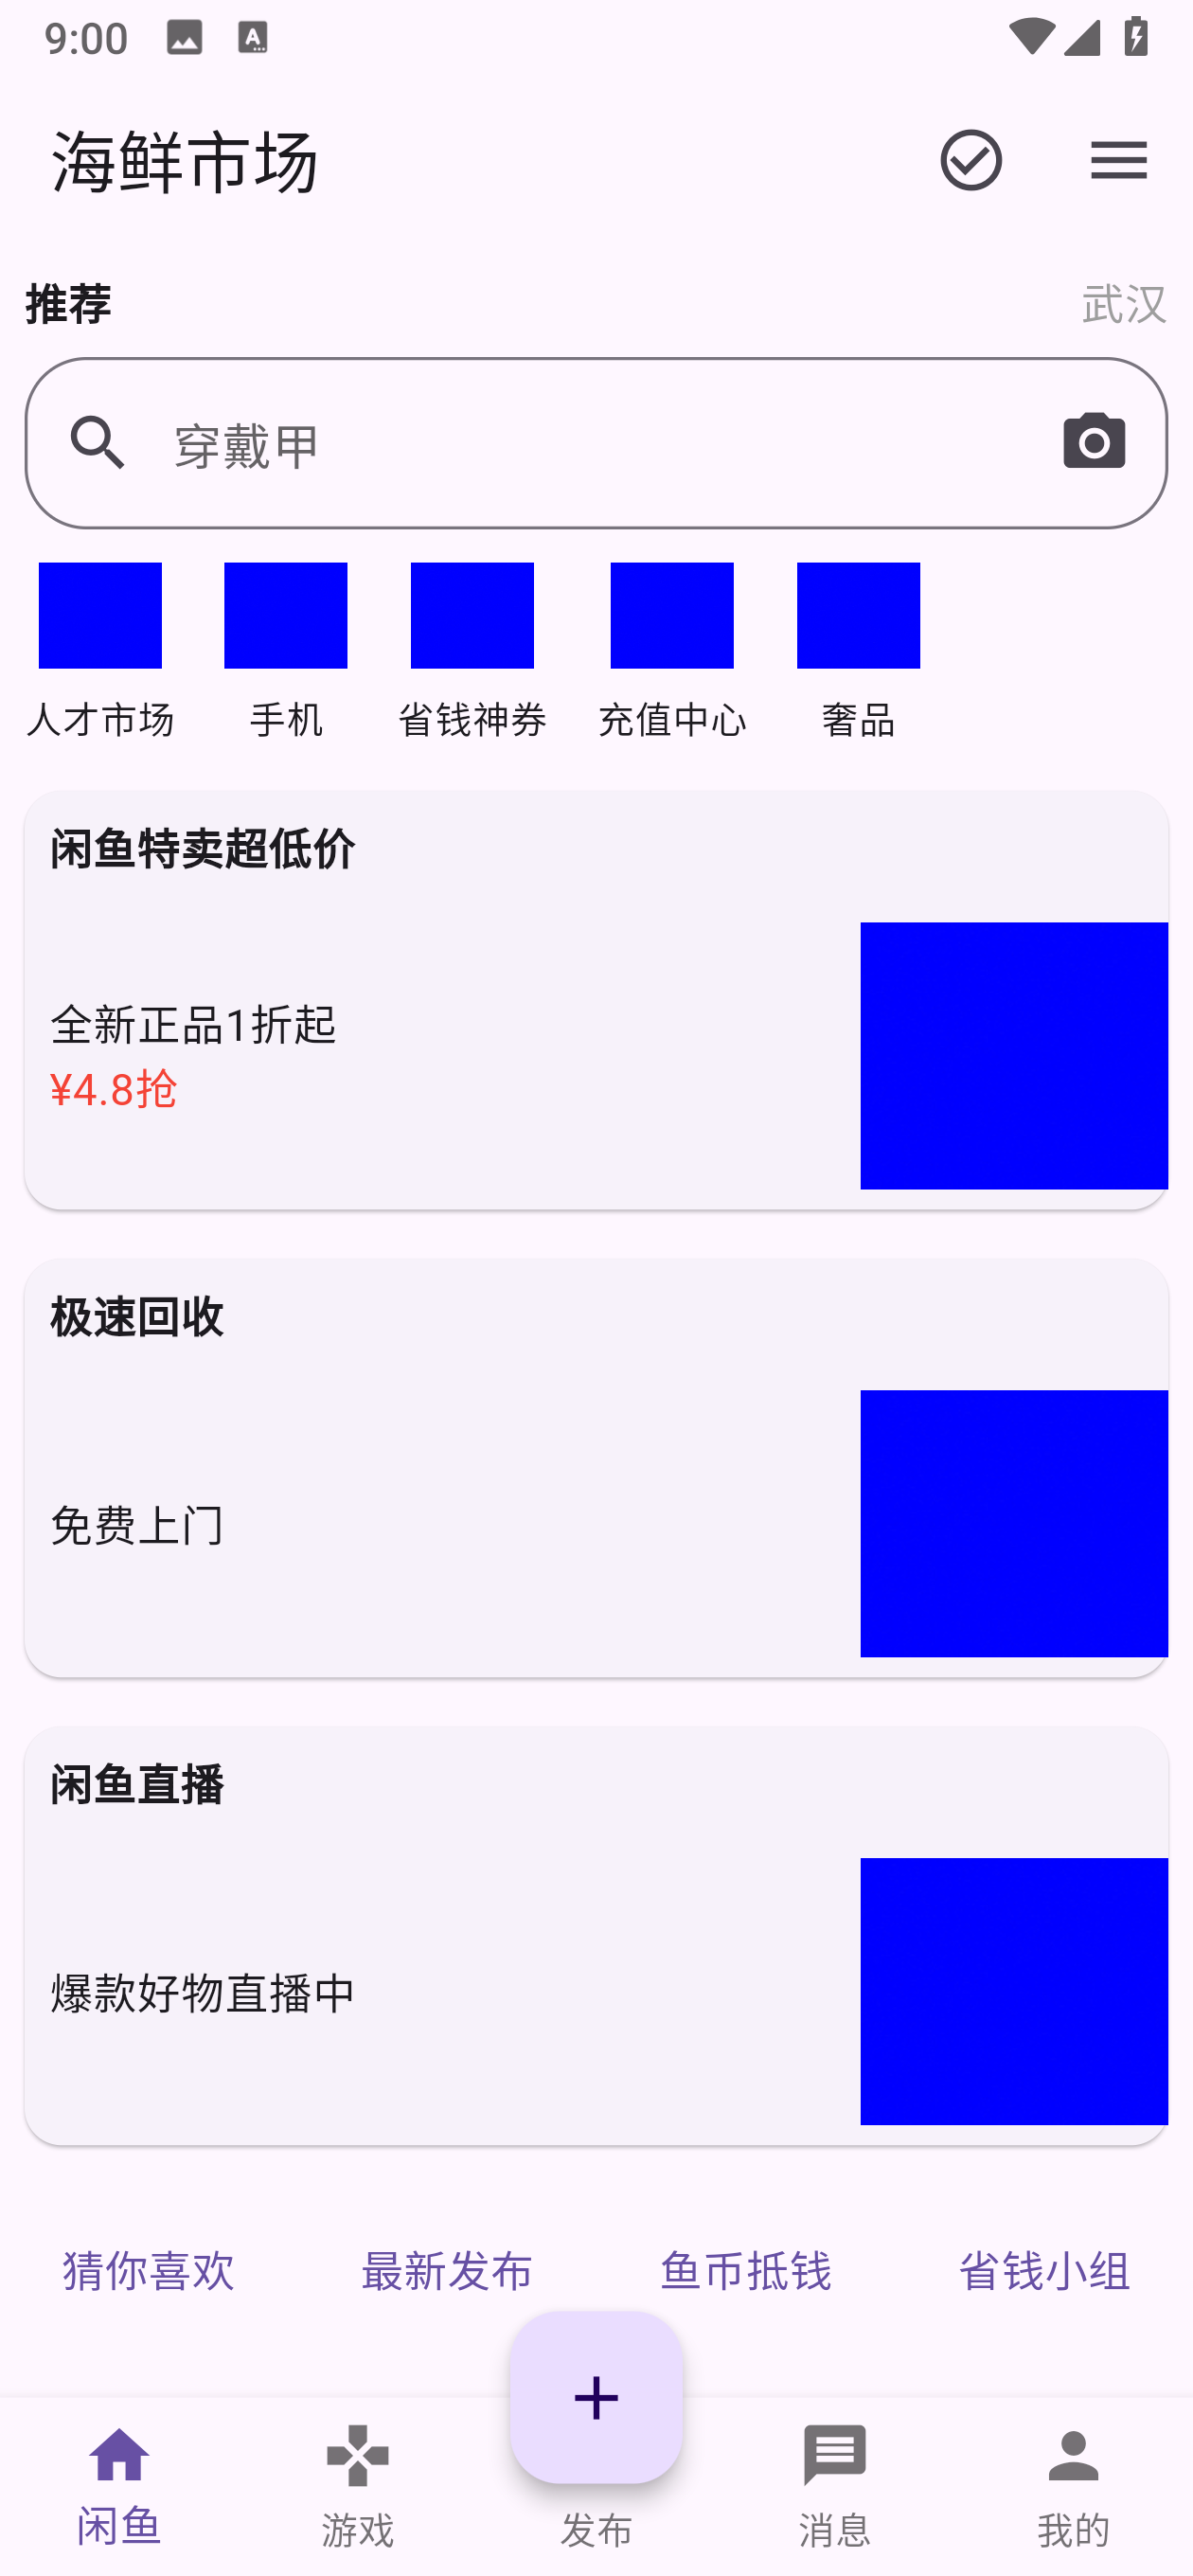 9:00
海鲜市场
推荐
武汉
穿戴甲
人才市场 手机 省钱神券 充值中心 奢品
闲鱼特卖超低价
全新正品1折起
¥4.8抢
极速回收
免费上门
闲鱼直播
爆款好物直播中
猜你喜欢 最新发布 鱼币抵钱 省钱小组
闲鱼 游戏 发布 消息 我的